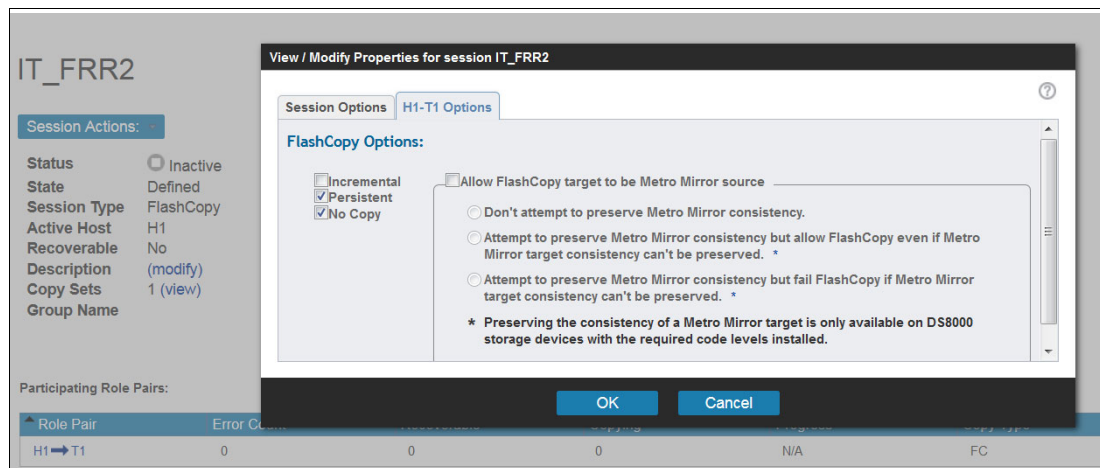 IT_FRR2
Session Actions:
Status Inactive
State Defined
Session Type FlashCopy
Active Host H1
Recoverable No
Description (modify)
Copy Sets 1 (view)
Group Name
Participating Role Pairs:
Role Pair Error Recoverable Copying Progress Copy Type
H1 T1 0 0 0 N/A FC
View / Modify Properties for session IT_FRR2
?
Session Options H1-T1 Options
FlashCopy Options:
Incremental
Persistent
No Copy
Allow FlashCopy target to be Metro Mirror source
Don't attempt to preserve Metro Mirror consistency.
Attempt to preserve Metro Mirror consistency but allow FlashCopy even if Metro
Mirror target consistency can't be preserved. *
Attempt to preserve Metro Mirror consistency but fail FlashCopy if Metro Mirror
target consistency can't be preserved. *
* Preserving the consistency of a Metro Mirror target is only available on DS8000
storage devices with the required code levels installed.
OK Cancel